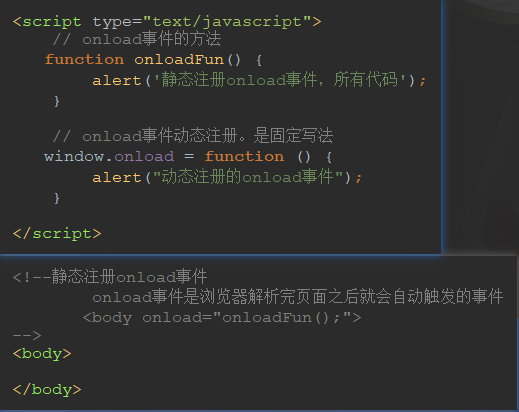 <script type="text/javascript">
// onload事件的方法
function onloadFun() {
alert('静态注册onload事件，所有代码');
}
// onload事件动态注册。是固定写法
window.onload = function () {
alert("动态注册的onload事件");
}
</script>
<!--静态注册onload事件
onload事件是浏览器解析完页面之后就会自动触发的事件
<body onload="onloadFun();">
-->
<body>
</body>